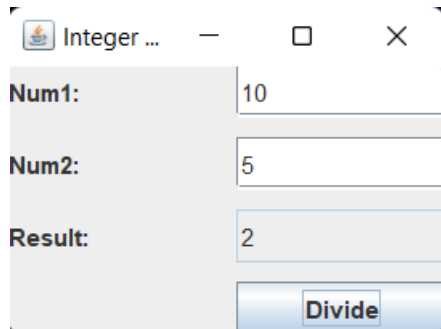 Integer ...
Num1: 10
Num2: 5
Result: 2
Divide